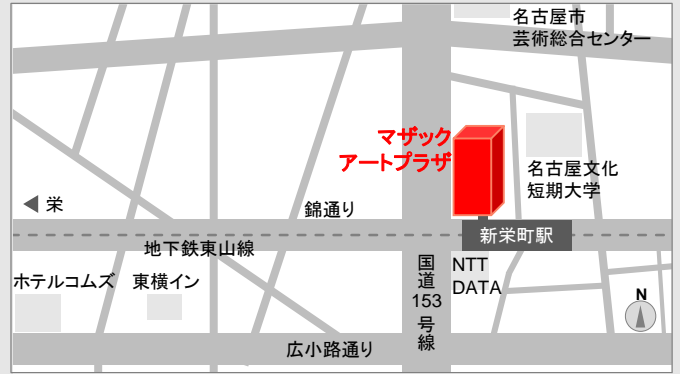 名古屋市
芸術総合センター
マザック
アートプラザ
名古屋文化
短期大学
栄
錦通り
新栄町駅
地下鉄東山線
ホテルコムズ
東横イン
国道153号線
NTT
DATA
N
広小路通り